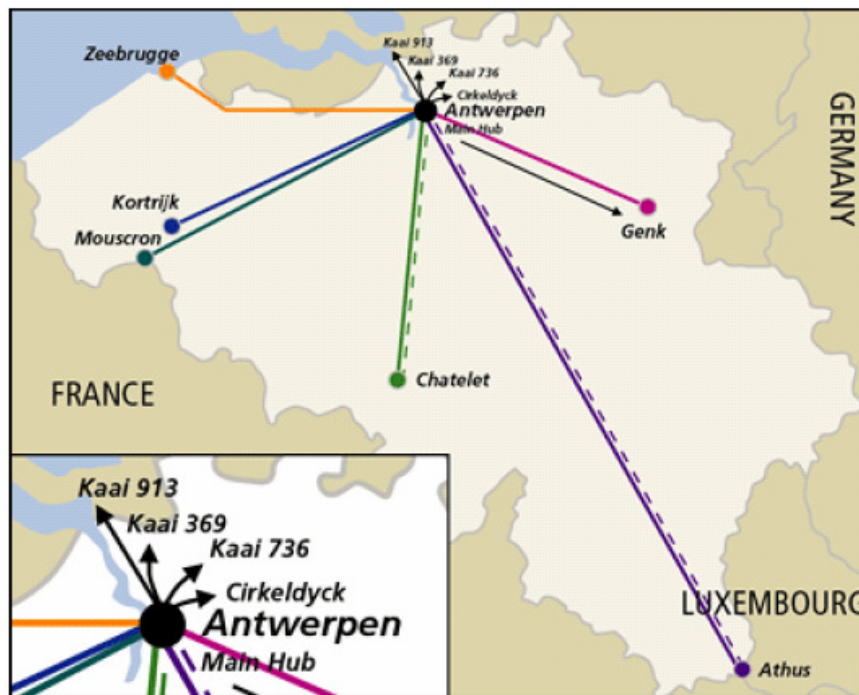 Zeebrugge
Kaai 913
Kaai 369
Kaai 736
Cirkeldyck
Antwerpen
Main Hub
GERMANY
Kortrijk
Mouscron
Genk
Chatelet
FRANCE
LUXEMBOURG
Athus
Kaai 913
Kaai 369
Kaai 736
Cirkeldyck
Antwerpen
Main Hub